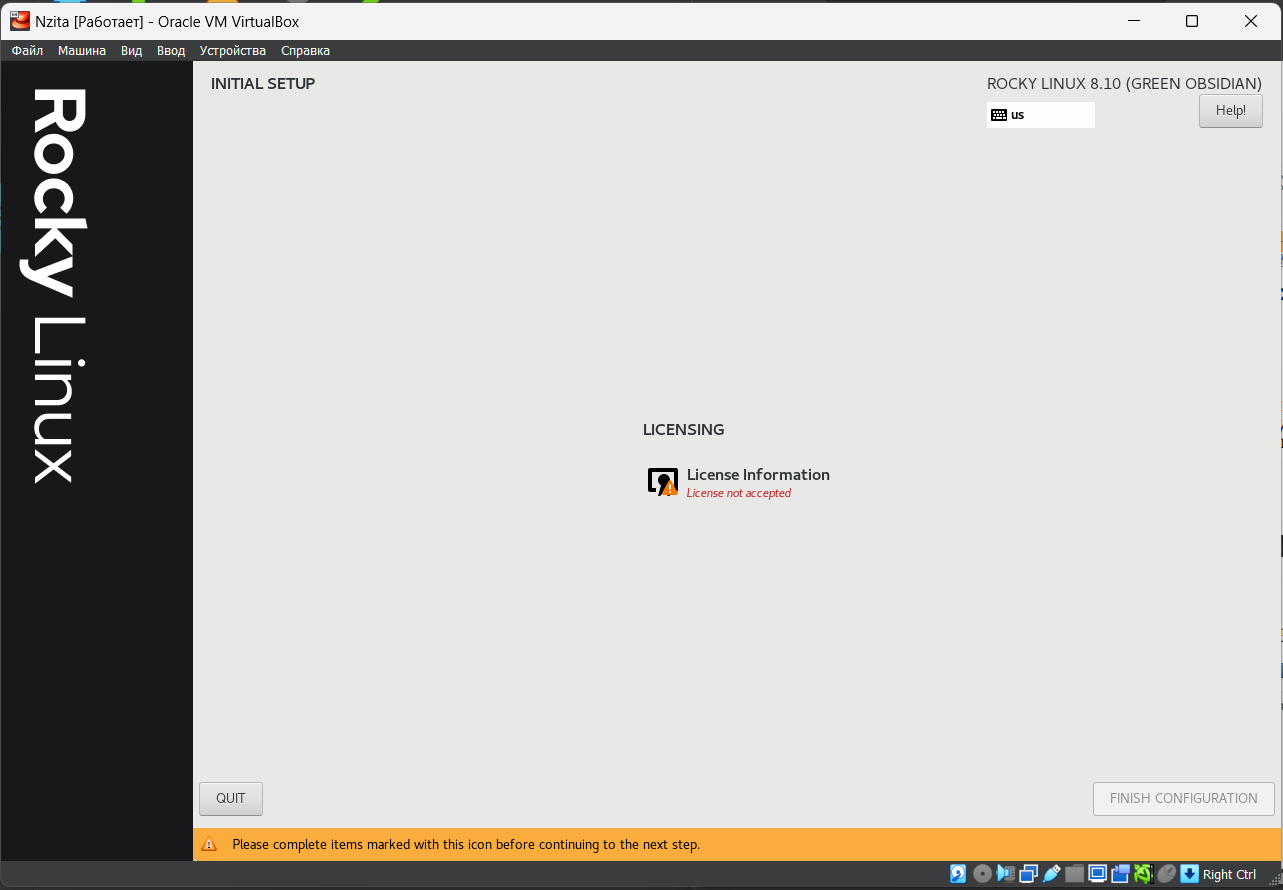 Nzita [Работает] - Oracle VM VirtualBox
Файл Машина Вид Ввод Устройства Справка
Rocky Linux
INITIAL SETUP
ROCKY LINUX 8.10 (GREEN OBSIDIAN)
us
Help!
LICENSING
License Information
License not accepted
QUIT
FINISH CONFIGURATION
Please complete items marked with this icon before continuing to the next step.
Right Ctrl